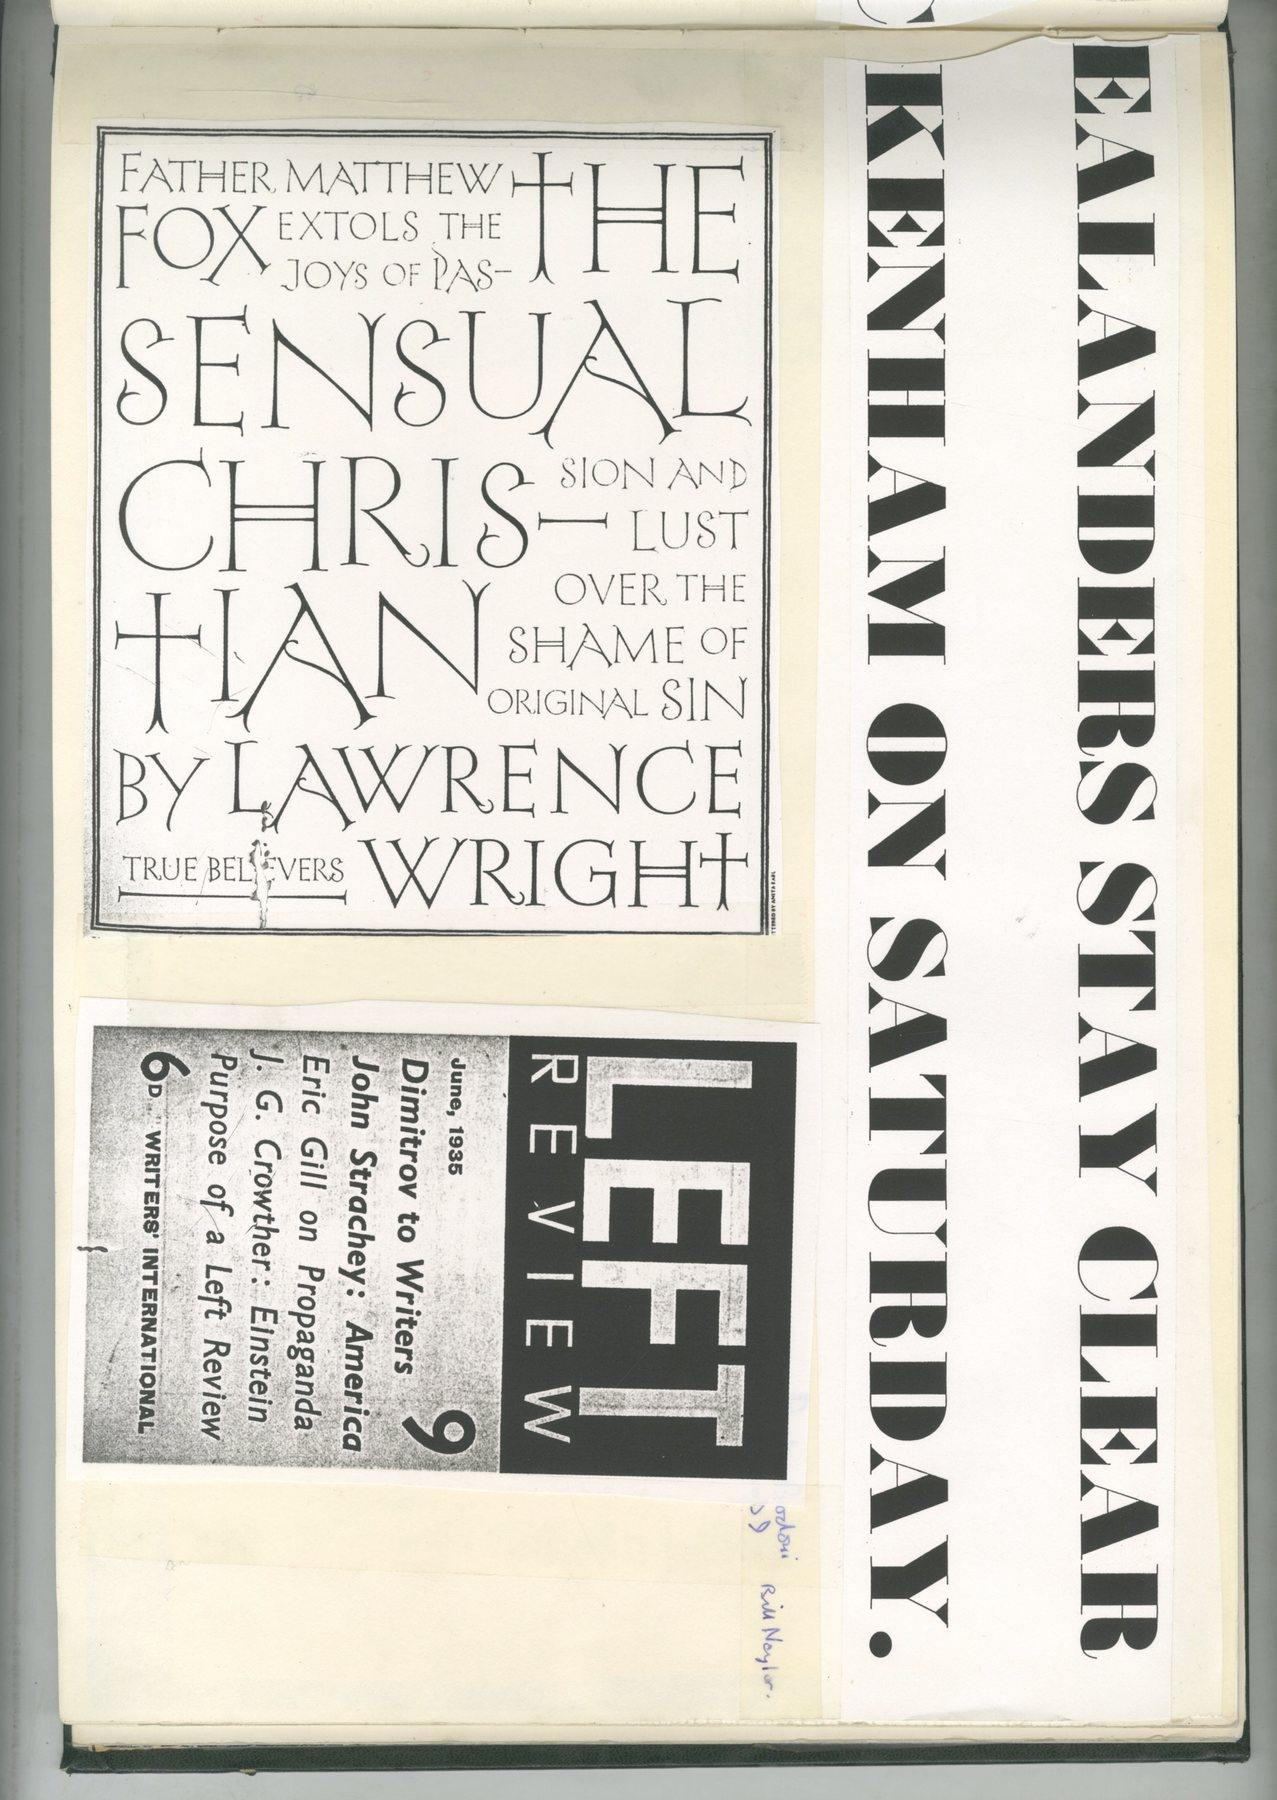 FATHER MATTHEW THE
FOX EXTOLS THE
JOYS OF PAS-
SENSUAL
CHRIS-
SION AND
LUST
OVER THE
TIAN
SHAME OF
ORIGINAL SIN
BY LAWRENCE
TRUE BELIEVERS WRIGHT
LEFT
REVIEW
June, 1935 9
Dimitrov to Writers
John Strachey: America
Eric Gill on Propaganda
J. G. Crowther: Einstein
Purpose of a Left Review
6D. WRITERS' INTERNATIONAL
EALANDERS STAY CLEAR
KENHAM ON SATURDAY.
Bill Naylor.